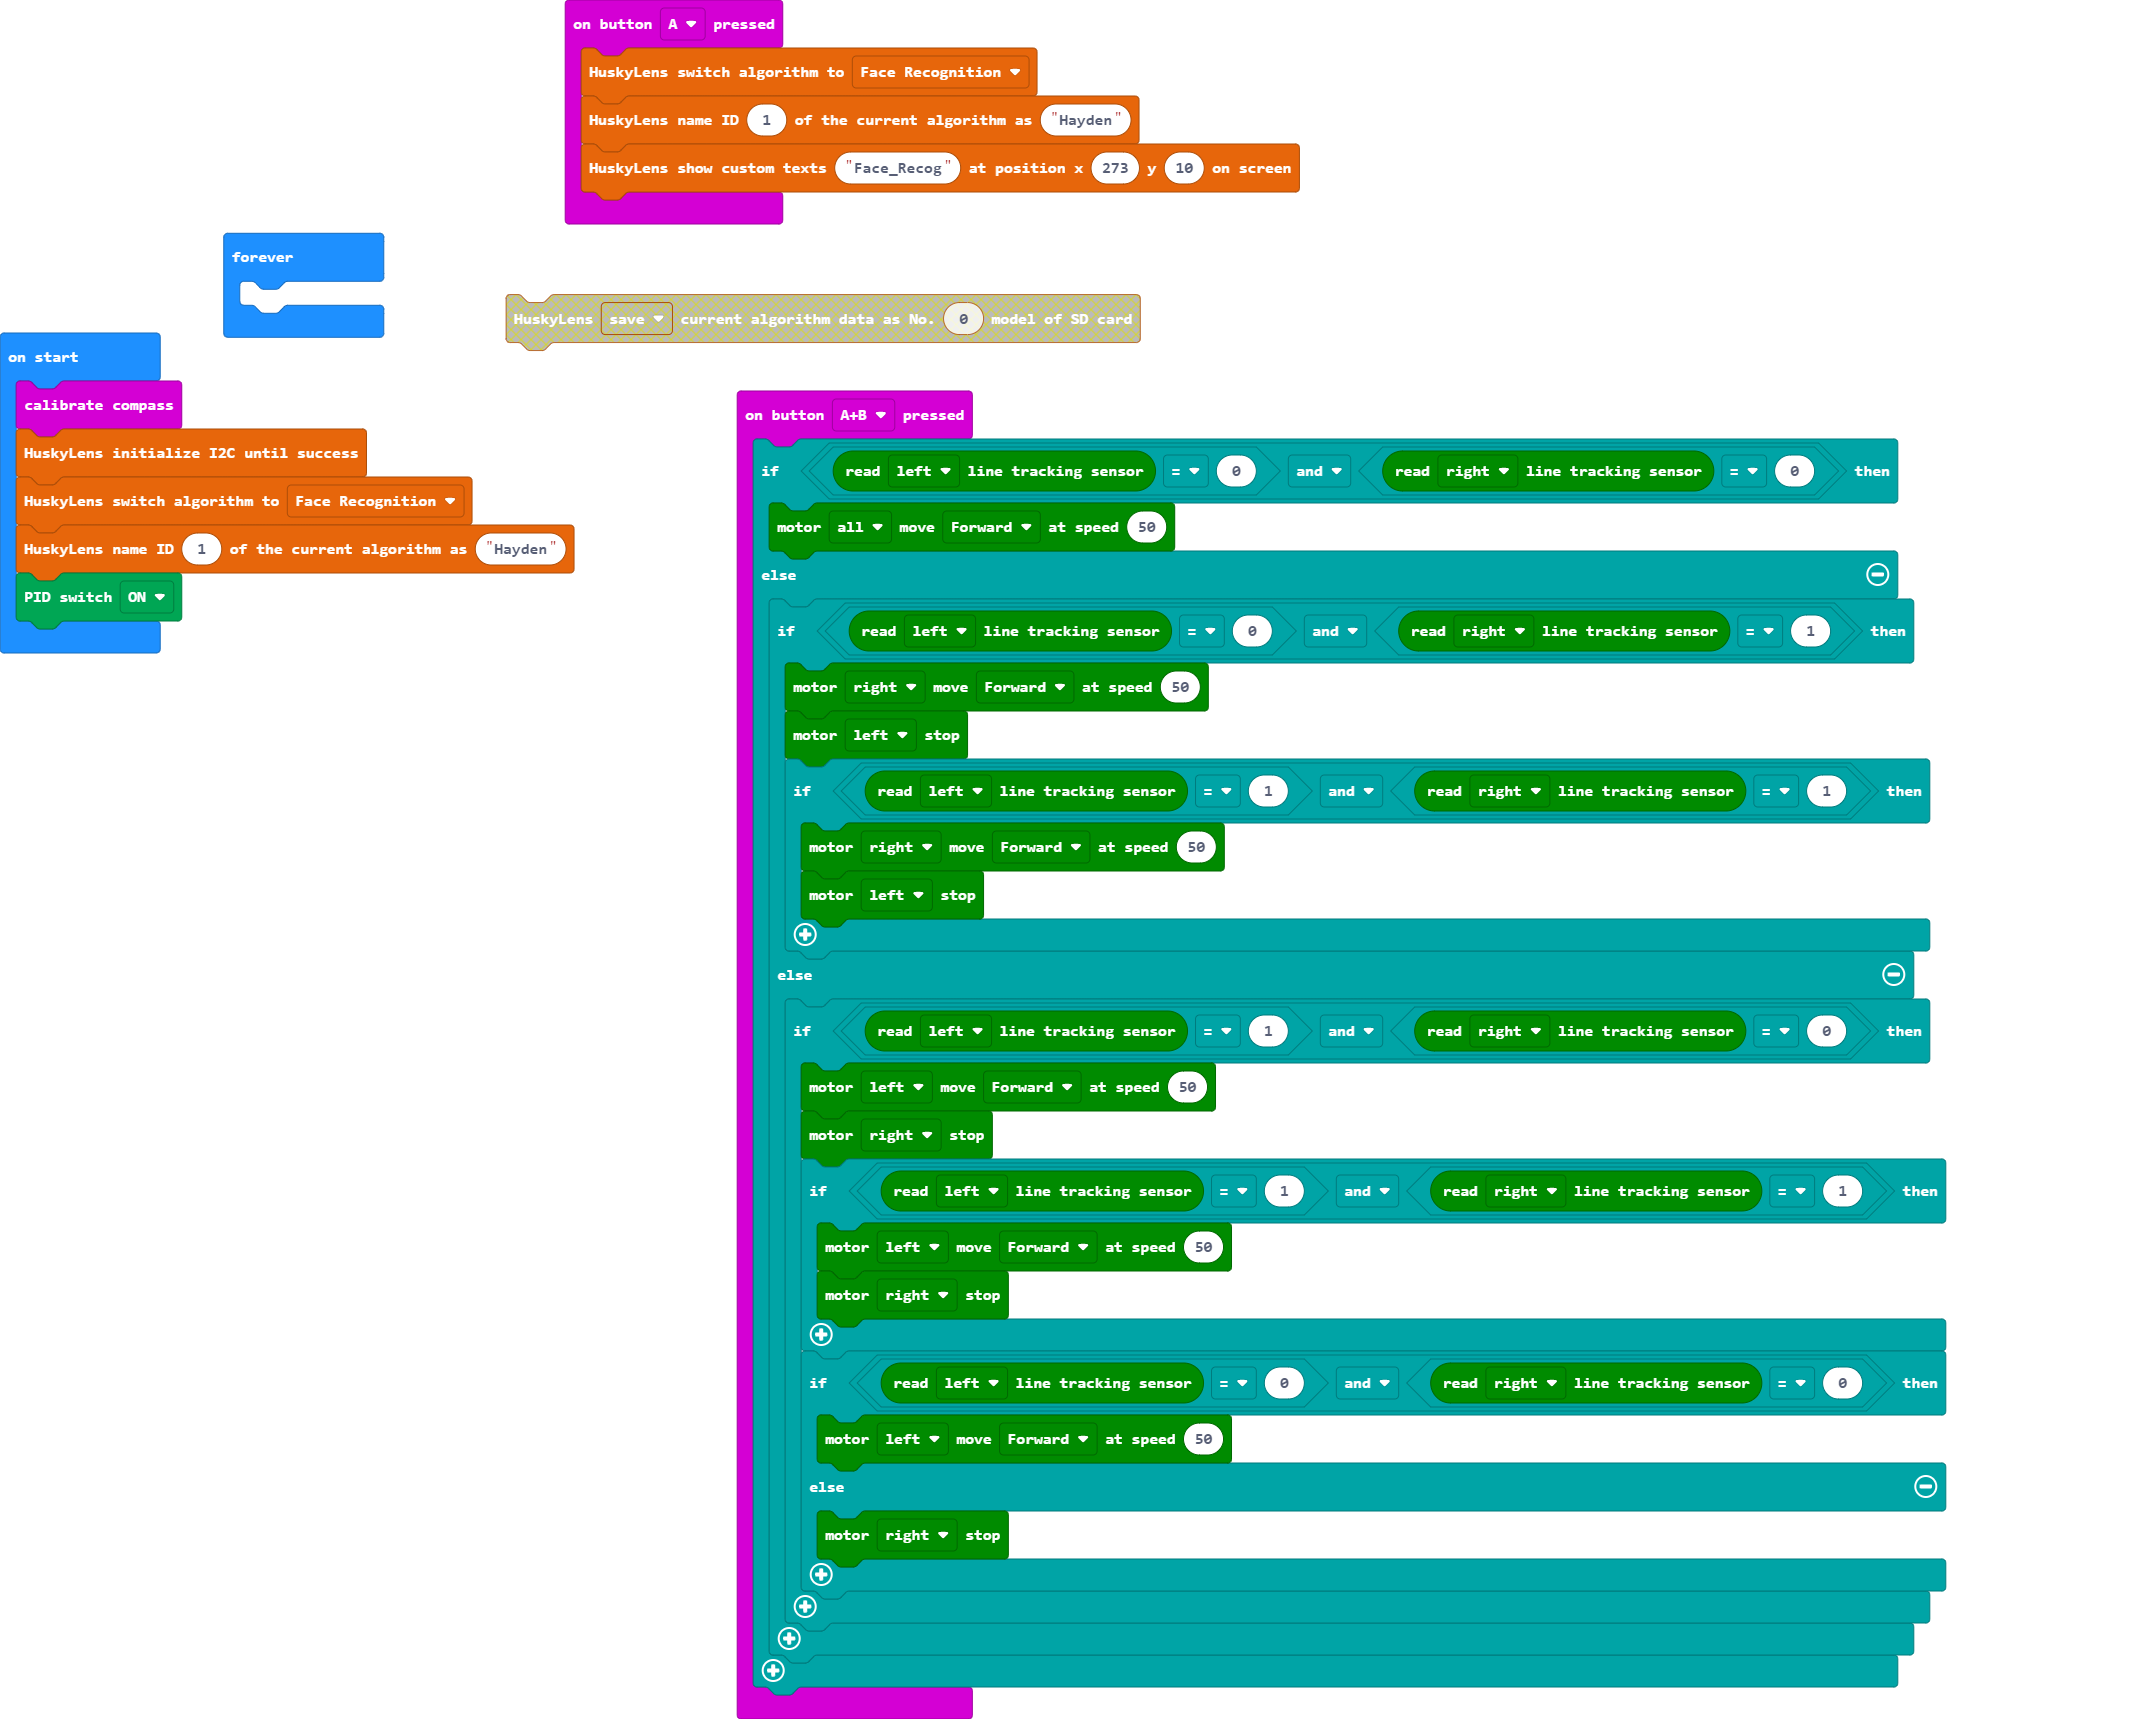 on button A pressed
HuskyLens switch algorithm to Face Recognition
HuskyLens name ID 1 of the current algorithm as "Hayden"
HuskyLens show custom texts "Face_Recog" at position x 273 y 10 on screen
forever
HuskyLens save current algorithm data as No. 0 model of SD card
on start
calibrate compass
HuskyLens initialize I2C until success
HuskyLens switch algorithm to Face Recognition
HuskyLens name ID 1 of the current algorithm as "Hayden"
PID switch ON
on button A+B pressed
if read left line tracking sensor = 0 and read right line tracking sensor = 0 then
motor all move Forward at speed 50
else
if read left line tracking sensor = 0 and read right line tracking sensor = 1 then
motor right move Forward at speed 50
motor left stop
if read left line tracking sensor = 1 and read right line tracking sensor = 1 then
motor right move Forward at speed 50
motor left stop
else
if read left line tracking sensor = 1 and read right line tracking sensor = 0 then
motor left move Forward at speed 50
motor right stop
if read left line tracking sensor = 1 and read right line tracking sensor = 1 then
motor left move Forward at speed 50
motor right stop
if read left line tracking sensor = 0 and read right line tracking sensor = 0 then
motor left move Forward at speed 50
else
motor right stop